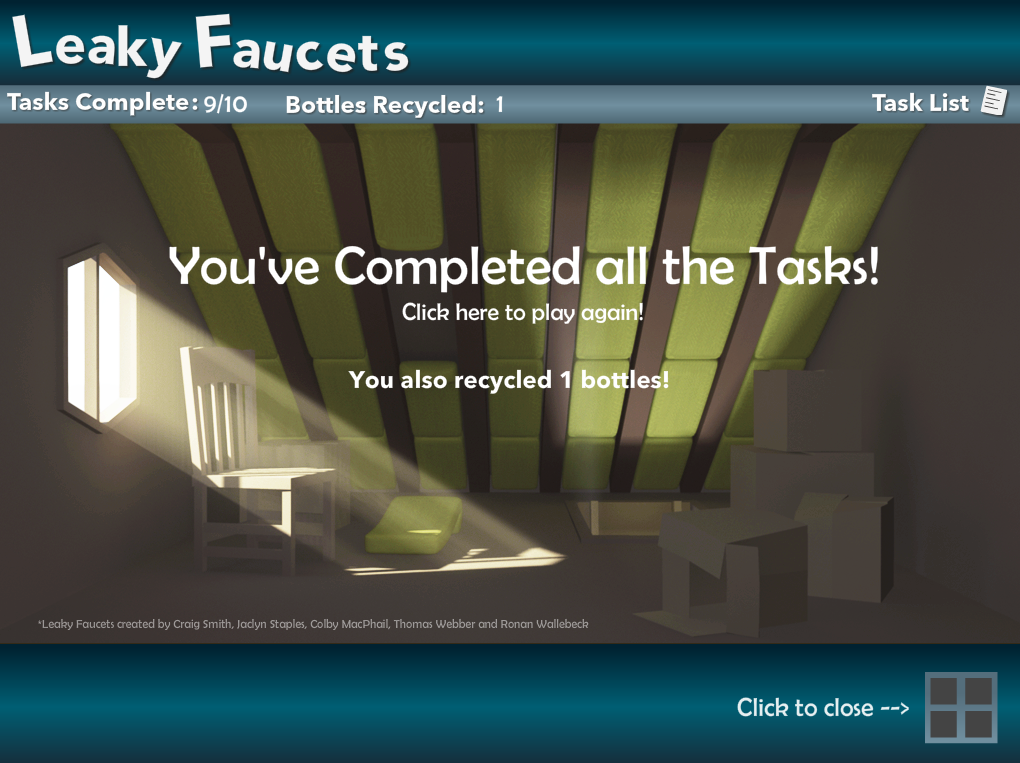 Leaky Faucets
Tasks Complete: 9/10 Bottles Recycled: 1 Task List
You've Completed all the Tasks!
Click here to play again!
You also recycled 1 bottles!
*Leaky Faucets created by Craig Smith, Jaclyn Staples, Colby MacPhail, Thomas Webber and Ronan Wallebeck
Click to close -->